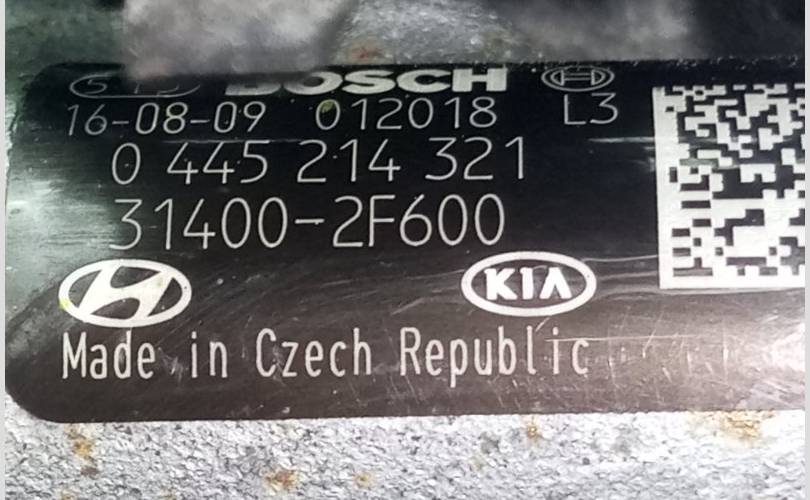 BOSCH
16-08-09 012018 L3
0 445 214 321
31400-2F600
KIA
Made in Czech Republic